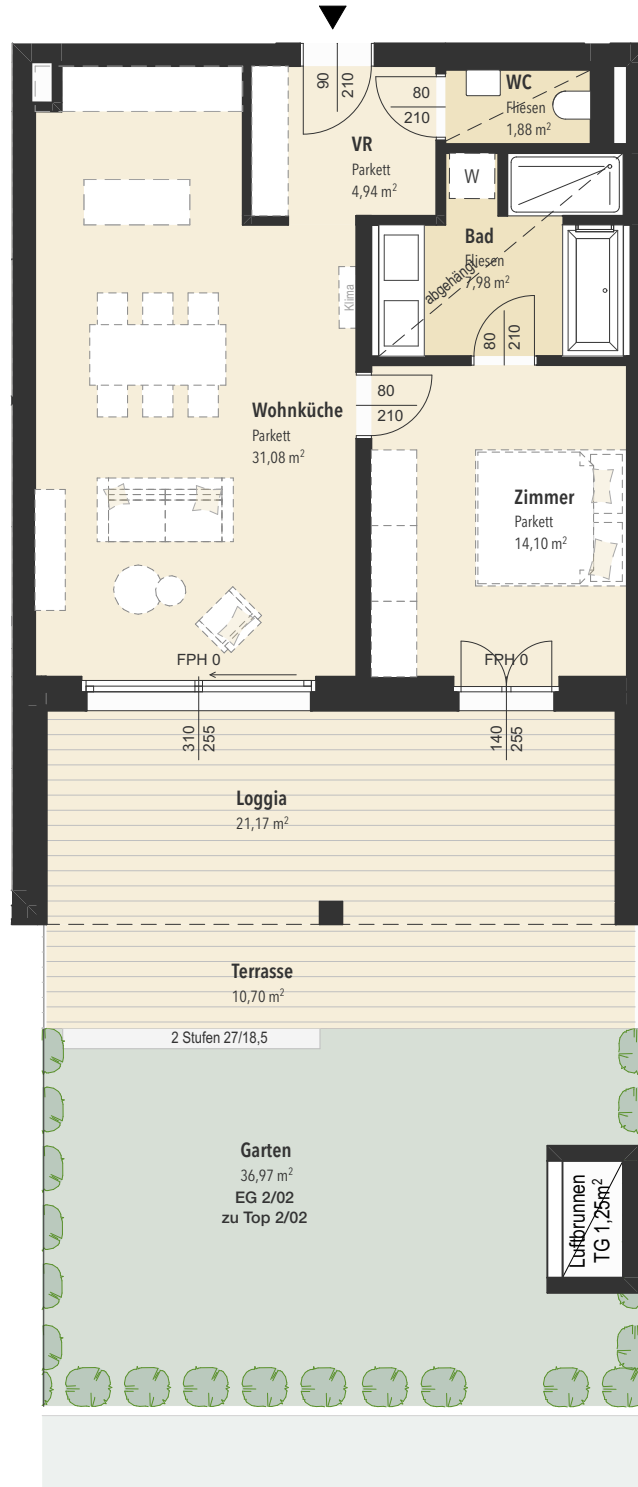 90
210
80
210
WC
Fliesen
1,88 m²
VR
Parkett
4,94 m²
W
Bad
Fliesen
7,98 m²
abgehängt
Klima
80
210
80
210
Wohnküche
Parkett
31,08 m²
Zimmer
Parkett
14,10 m²
FPH 0
FPH 0
310
255
140
255
Loggia
21,17 m²
Terrasse
10,70 m²
2 Stufen 27/18,5
Garten
36,97 m²
EG 2/02
zu Top 2/02
Luftbrunnen
TG 1,25m²